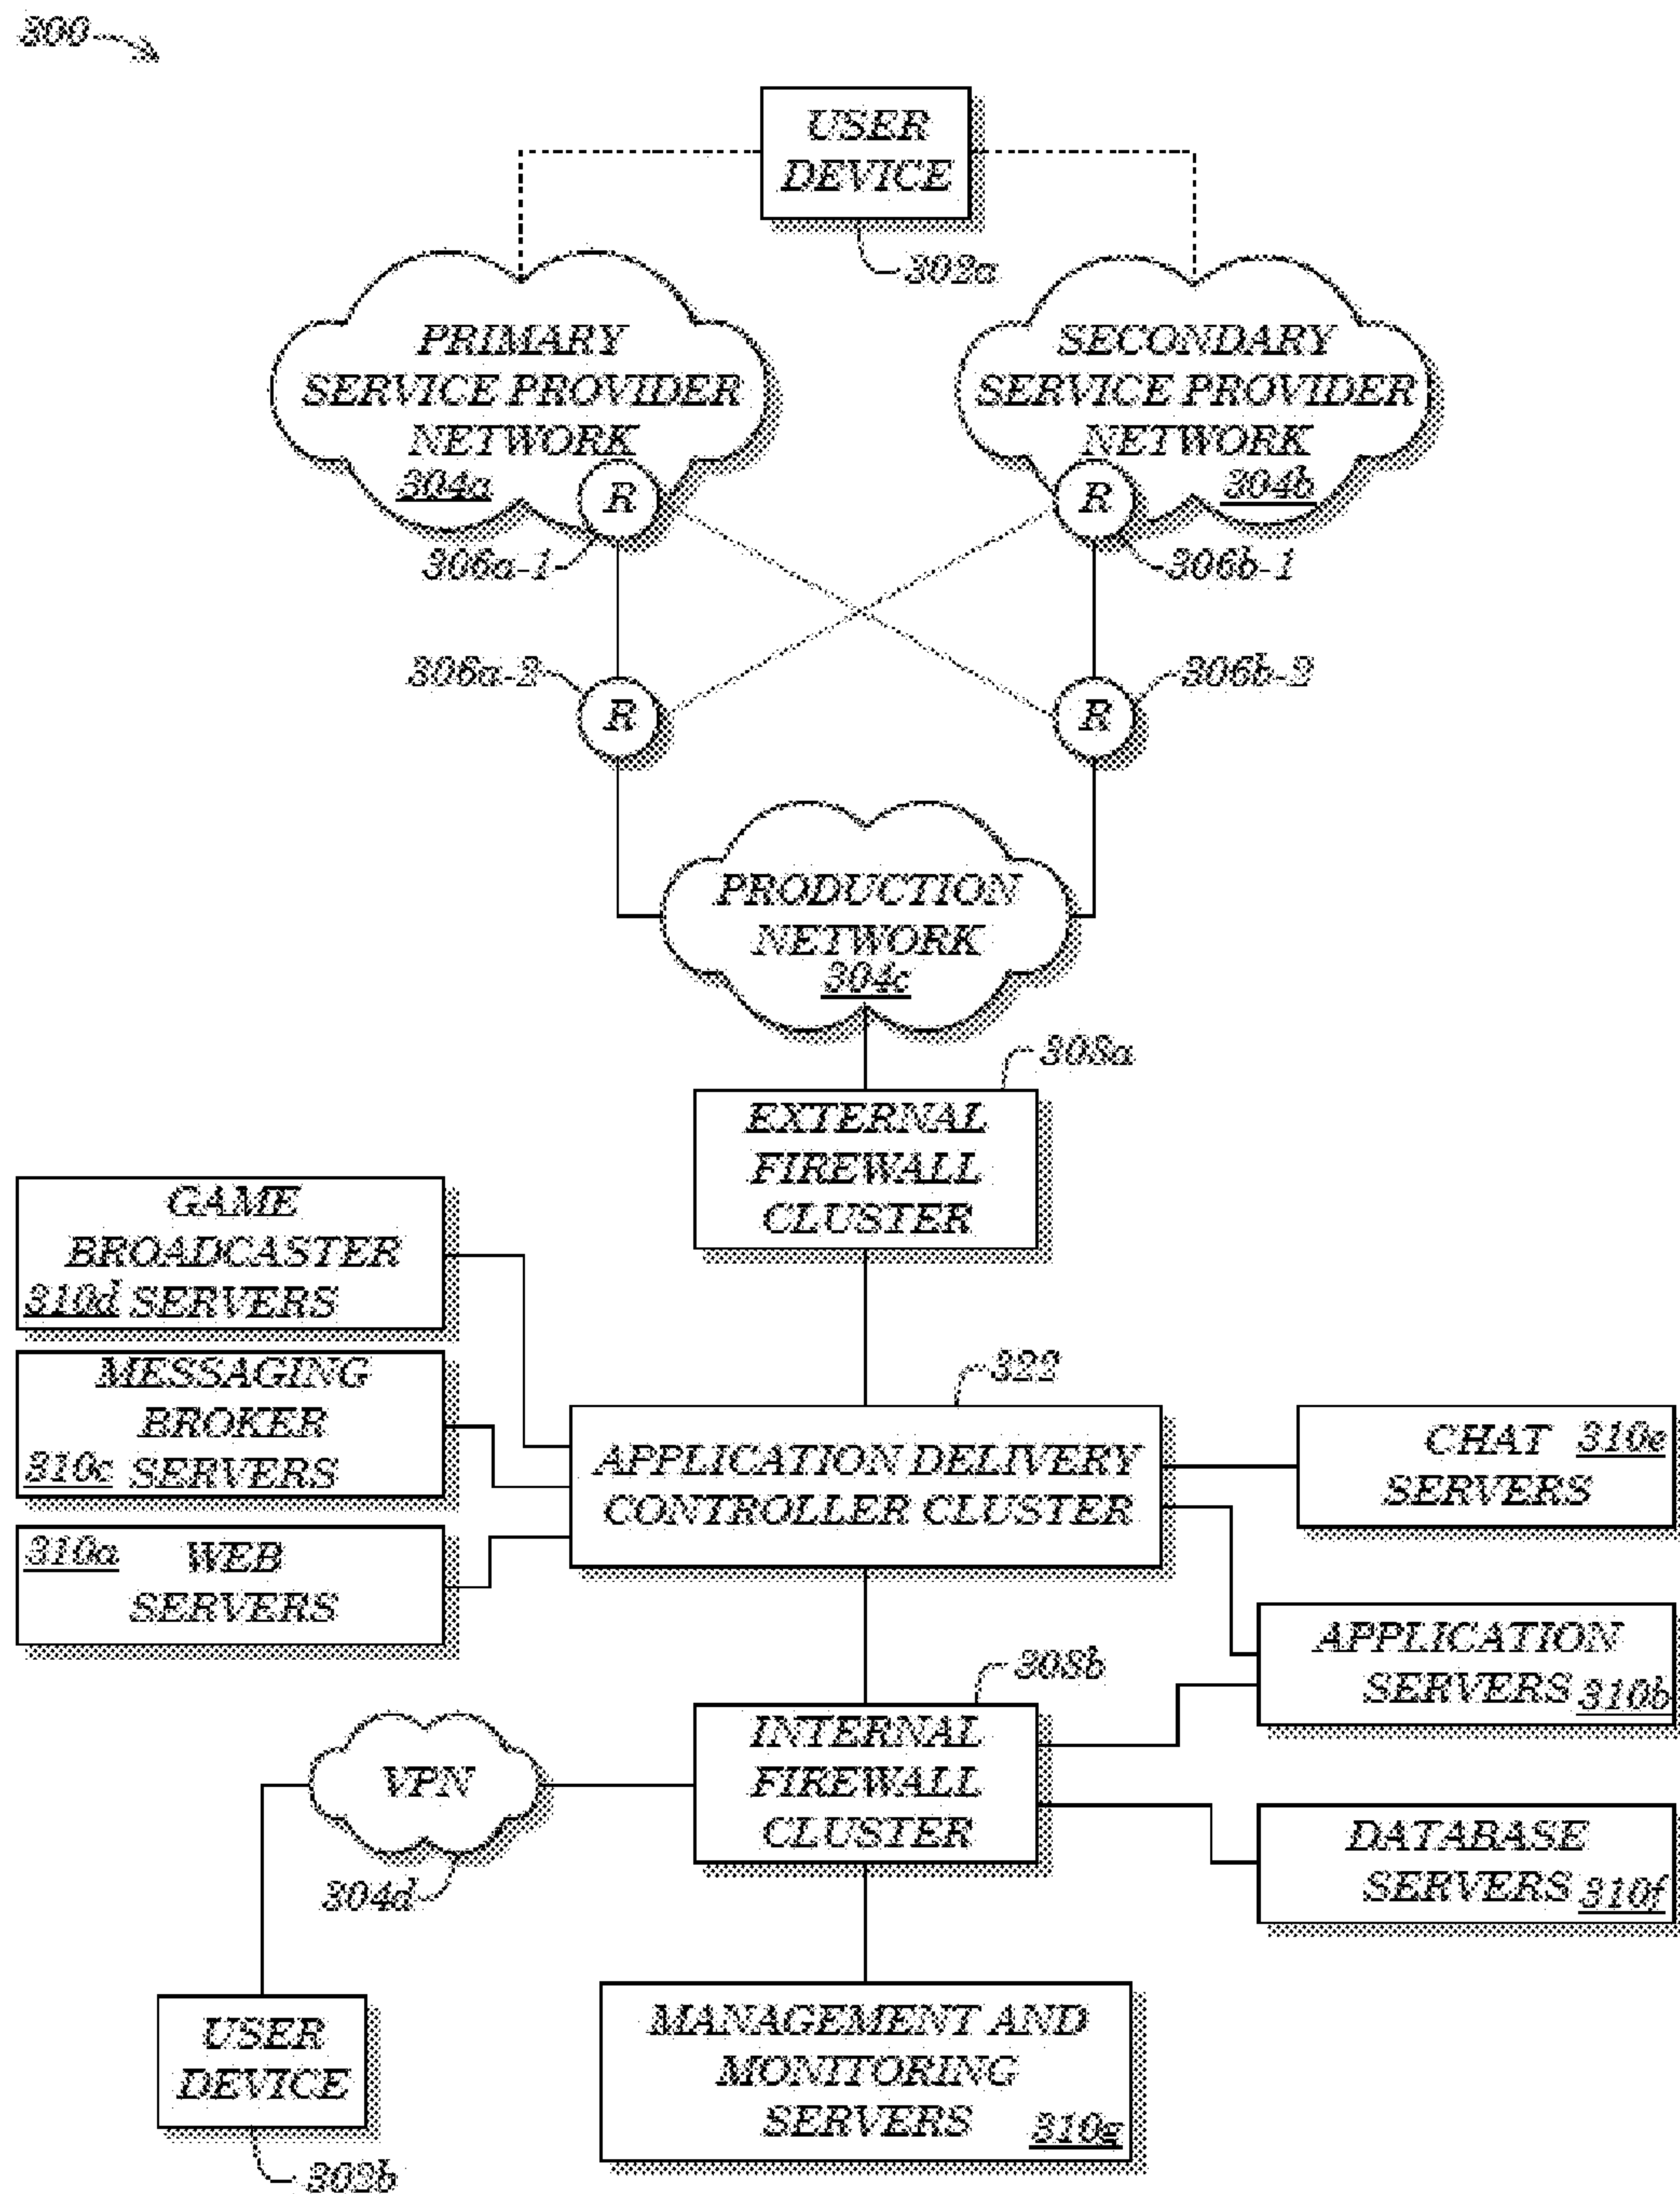 300
USER
DEVICE
302a
PRIMARY
SERVICE PROVIDER
NETWORK
304a
R
306a-1
SECONDARY
SERVICE PROVIDER
NETWORK
304b
R
306b-1
306a-2
R
306b-2
R
PRODUCTION
NETWORK
304c
308a
EXTERNAL
FIREWALL
CLUSTER
GAME
BROADCASTER
310d SERVERS
MESSAGING
BROKER
310c SERVERS
310a WEB
SERVERS
322
APPLICATION DELIVERY
CONTROLLER CLUSTER
CHAT 310e
SERVERS
APPLICATION
SERVERS 310b
308b
INTERNAL
FIREWALL
CLUSTER
VPN
304d
DATABASE
SERVERS 310f
USER
DEVICE
302b
MANAGEMENT AND
MONITORING
SERVERS 310g